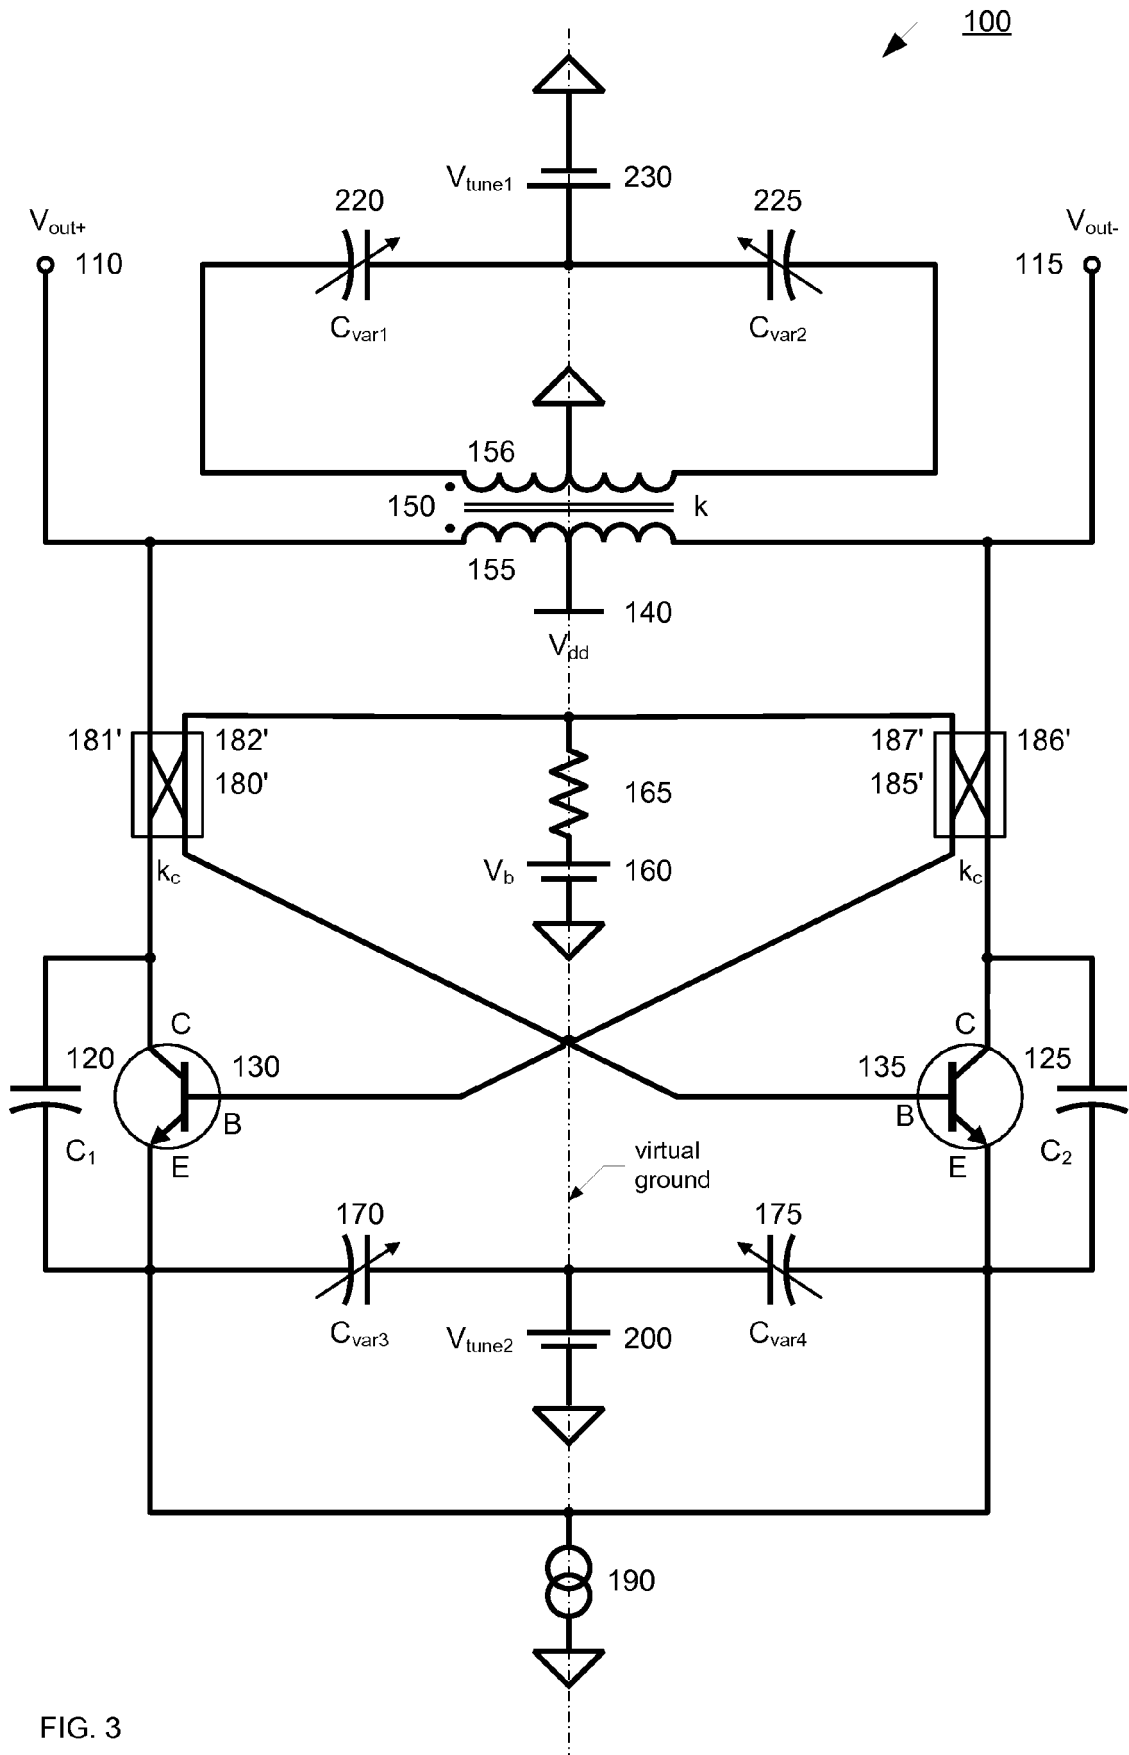 100
Vtune1
230
220
225
Vout+
Vout-
110
115
Cvar1
Cvar2
156
150
k
155
140
Vdd
181'
182'
187'
186'
180'
165
185'
kc
Vb
160
kc
C
C
120
130
135
125
B
B
C1
E
virtual
ground
E
C2
170
175
Cvar3
Vtune2
200
Cvar4
190
FIG. 3